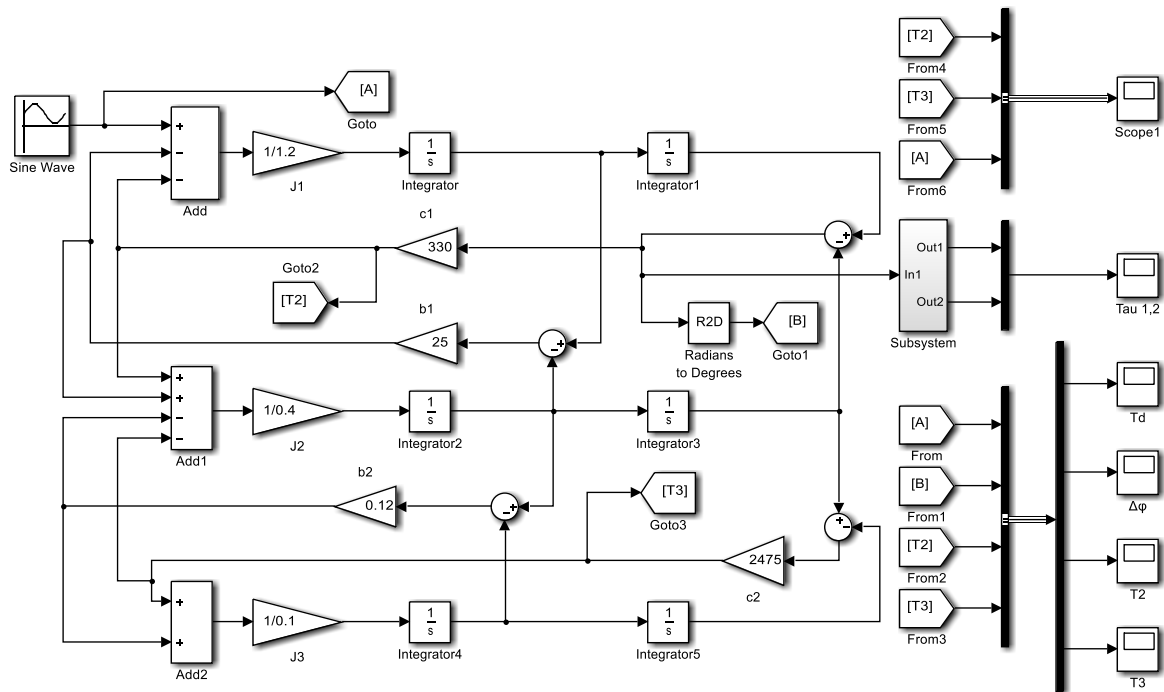 [T2]
From4
[T3]
From5
[A]
From6
Scope1
Sine Wave
[A]
Goto
+
−
−
Add
1/1.2
J1
1
s
Integrator
1
s
Integrator1
c1
330
Goto2
[T2]
−
+
Out1
In1
Out2
Subsystem
Tau 1,2
b1
25
−
+
R2D
Radians
to Degrees
[B]
Goto1
+
+
−
−
Add1
1/0.4
J2
1
s
Integrator2
1
s
Integrator3
[A]
From
[B]
From1
[T2]
From2
[T3]
From3
Td
Δφ
T2
T3
b2
0.12
−
+
[T3]
Goto3
+
−
2475
c2
+
+
Add2
1/0.1
J3
1
s
Integrator4
1
s
Integrator5